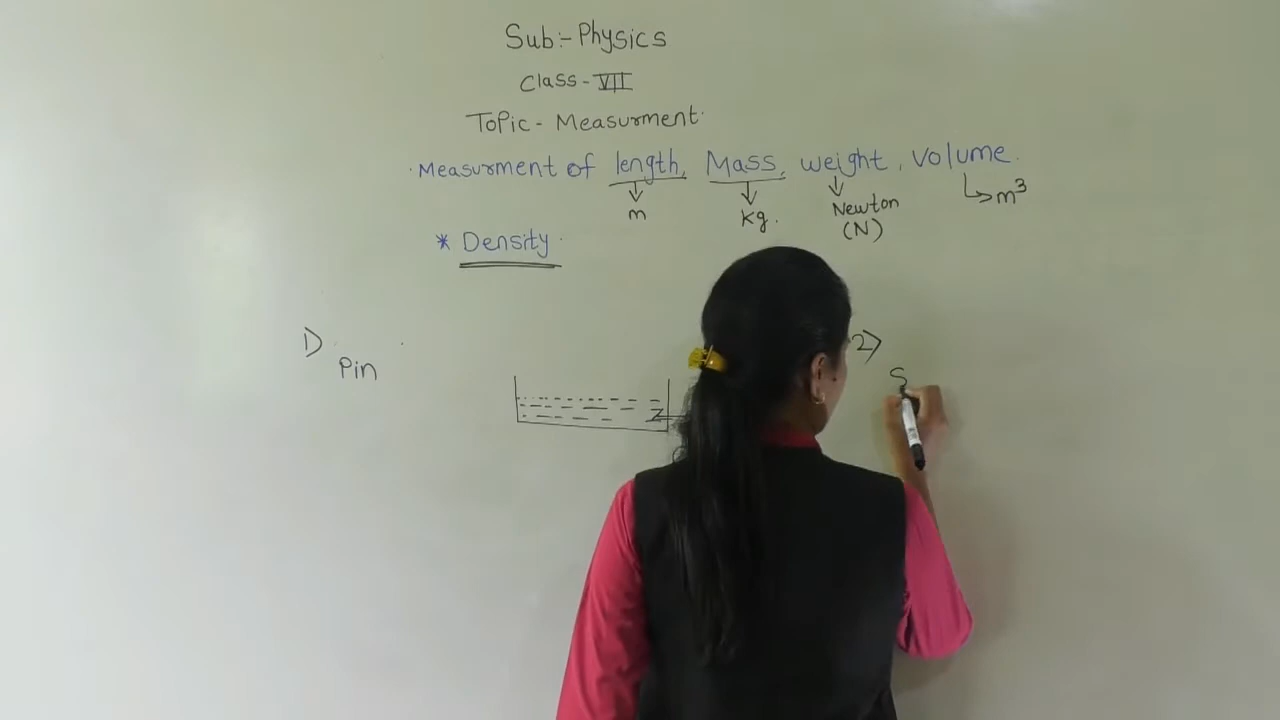 Sub:- Physics
Class - VII
Topic - Measurment.
Measurment of length, Mass, weight, Volume.
m
kg.
Newton
(N)
m³
* Density
1)
Pin
2)
S